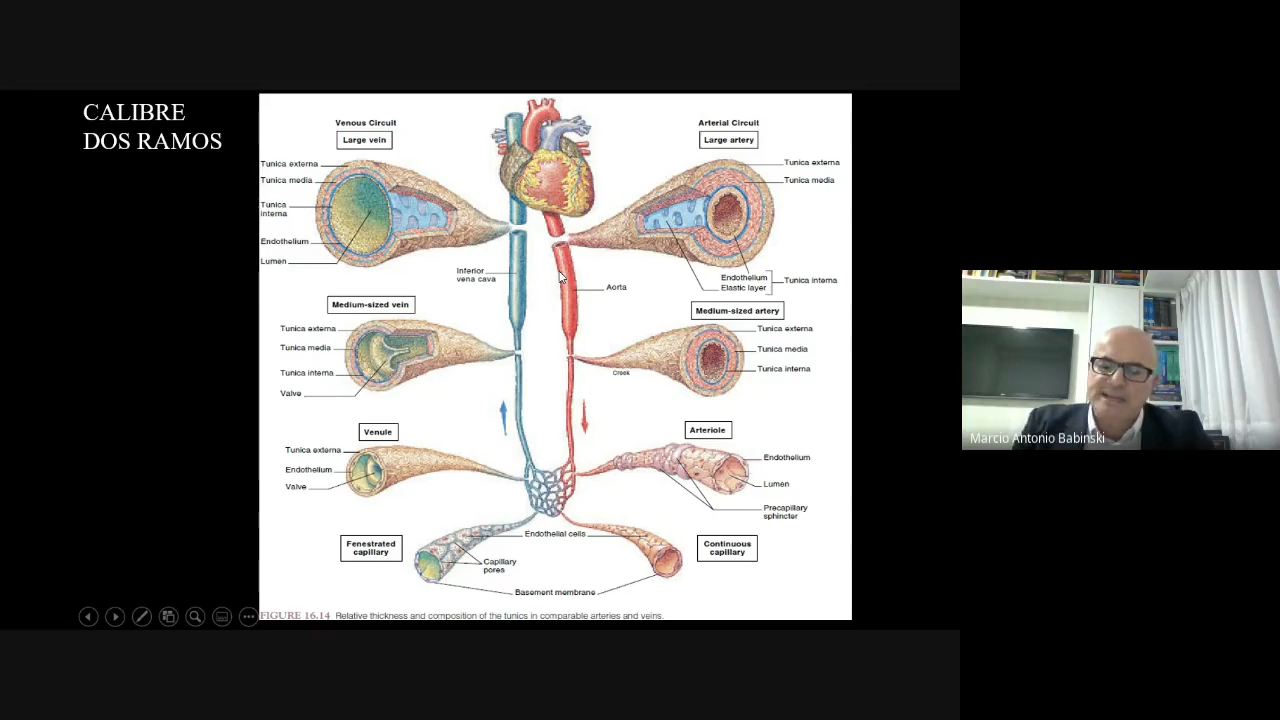 CALIBRE
DOS RAMOS
Venous Circuit
Large vein
Tunica externa
Tunica media
Tunica
interna
Endothelium
Lumen
Arterial Circuit
Large artery
Tunica externa
Tunica media
Endothelium
Elastic layer
Tunica interna
Inferior
vena cava
Aorta
Medium-sized vein
Tunica externa
Tunica media
Tunica interna
Valve
Medium-sized artery
Tunica externa
Tunica media
Tunica interna
Creek
Venule
Tunica externa
Endothelium
Valve
Arteriole
Endothelium
Lumen
Precapillary
sphincter
Fenestrated
capillary
Endothelial cells
Capillary
pores
Continuous
capillary
Basement membrane
FIGURE 16.14 Relative thickness and composition of the tunics in comparable arteries and veins.
Marcio Antonio Babinski